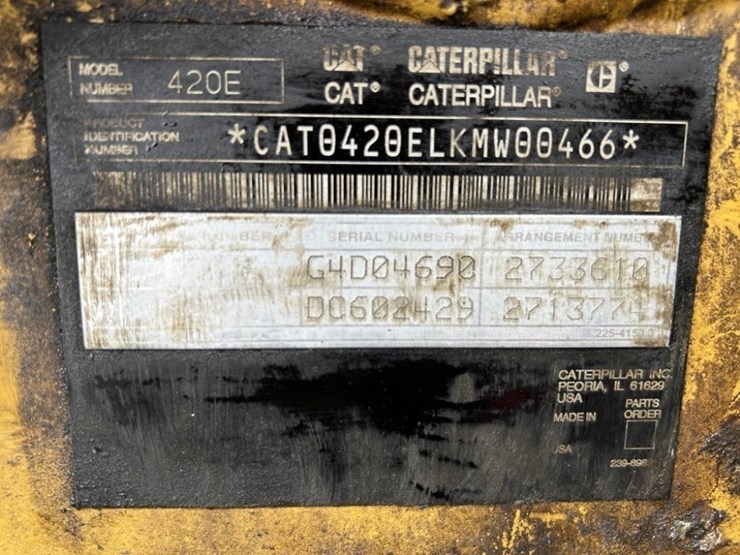 CAT® CATERPILLAR®
MODEL NUMBER 420E
CAT® CATERPILLAR®
PRODUCT IDENTIFICATION NUMBER
*CAT0420ELKMW00466*
NUMBER SERIAL NUMBER ARRANGEMENT NUMBER
G4D04690 2733610
DC602429 2713774
CATERPILLAR INC.
PEORIA, IL 61629
USA
PARTS ORDER
MADE IN
USA